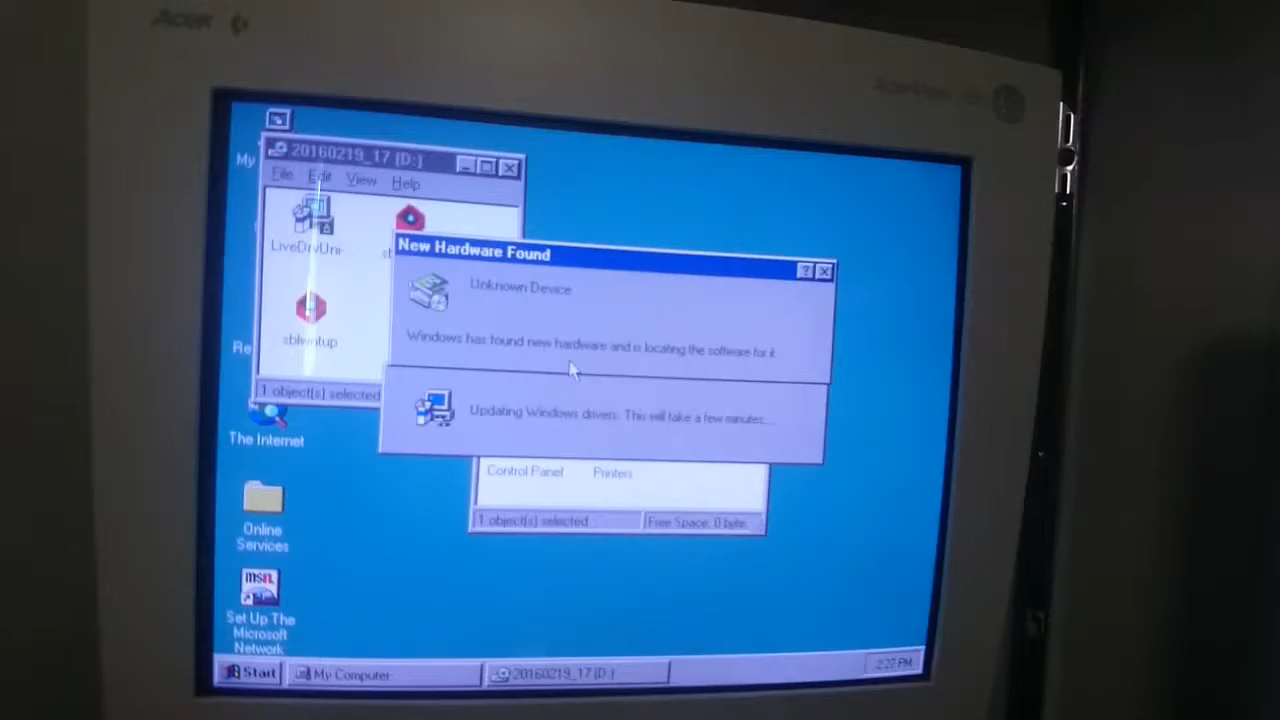 Acer
My
20160219_17 (D:)
File Edit View Help
LiveDrvUni-
sb
sblwntup
1 object(s) selected
New Hardware Found
Unknown Device
Windows has found new hardware and is locating the software for it.
Updating Windows drivers. This will take a few minutes...
Control Panel Printers
1 object(s) selected Free Space: 0 byte
Re
The Internet
Online
Services
msn
Set Up The
Microsoft
Network
Start My Computer 20160219_17 (D:) 2:27 PM